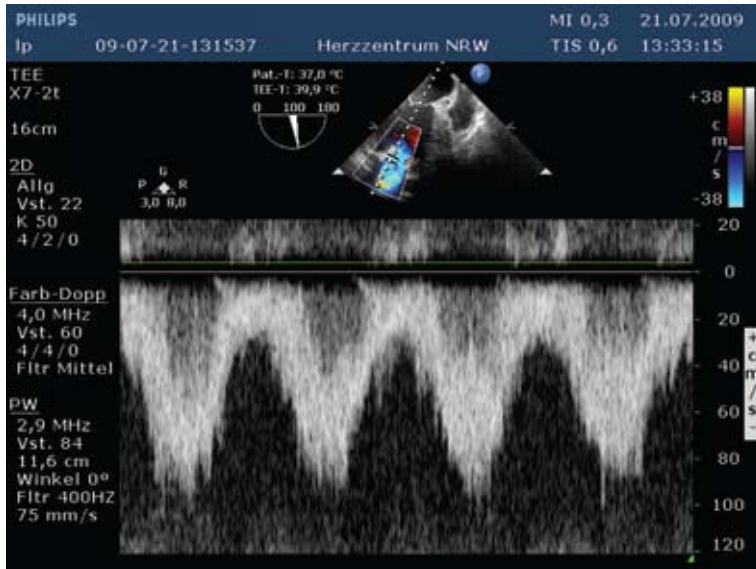 PHILIPS
MI 0,3 21.07.2009
lp 09-07-21-131537 Herzzentrum NRW TIS 0,6 13:33:15
TEE
X7-2t
16cm
2D
Allg
Vst. 22
K 50
4/2/0
Pat.-T: 37,0 °C
TEE-T: 39,9 °C
0 100 180
G
P R
3,0 8,0
P
+38
c
m
/
s
-38
Farb-Dopp
4,0 MHz
Vst. 60
4/4/0
Fltr Mittel
PW
2,9 MHz
Vst. 84
11,6 cm
Winkel 0°
Fltr 400HZ
75 mm/s
20
0
20
40
60
80
100
120
+
c
m
/
s
-